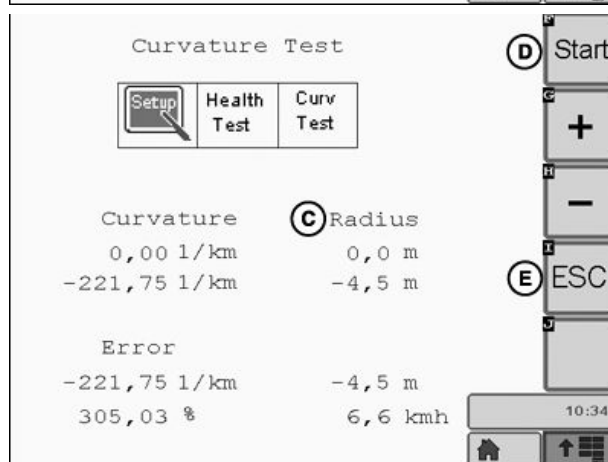 Curvature Test
D Start
F
Setup
Health Test
Curv Test
G
+
H
-
Curvature
C Radius
0,00 1/km 0,0 m
-221,75 1/km -4,5 m
I
E ESC
J
Error
-221,75 1/km -4,5 m
305,03 % 6,6 kmh
10:34